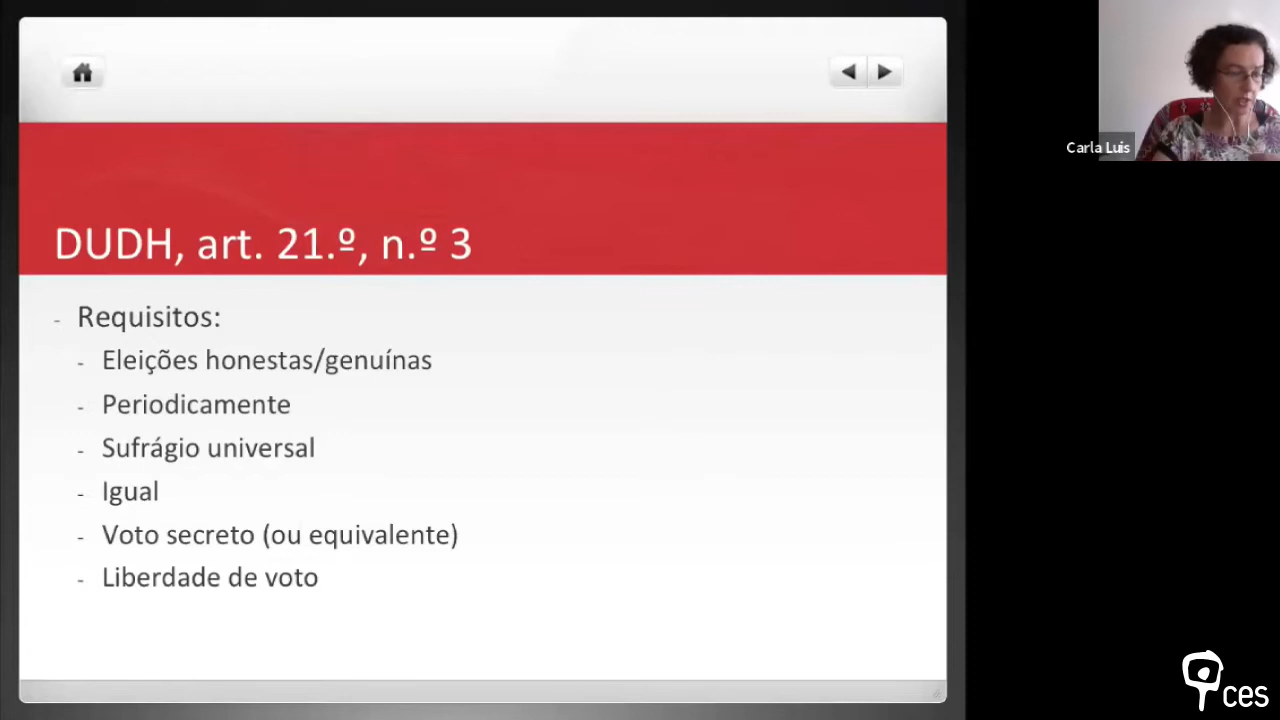 DUDH, art. 21.º, n.º 3
- Requisitos:
- Eleições honestas/genuínas
- Periodicamente
- Sufrágio universal
- Igual
- Voto secreto (ou equivalente)
- Liberdade de voto
Carla Luis
ces